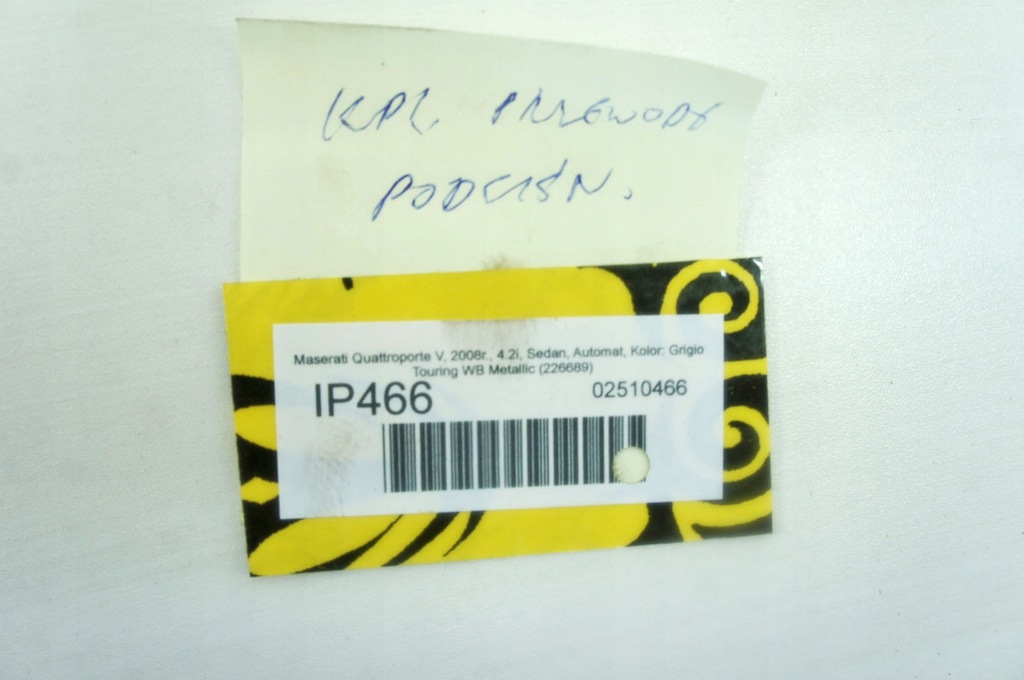 KPL. PRZEWODY
PODCIŚN.
Maserati Quattroporte V, 2008r., 4.2i, Sedan, Automat, Kolor: Grigio
Touring WB Metallic (226689)
IP466
02510466